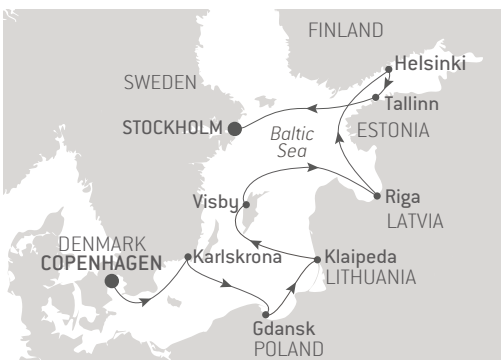 FINLAND
Helsinki
SWEDEN
Tallinn
STOCKHOLM
Baltic
Sea
ESTONIA
Visby
Riga
LATVIA
DENMARK
COPENHAGEN
Karlskrona
Klaipeda
LITHUANIA
Gdansk
POLAND